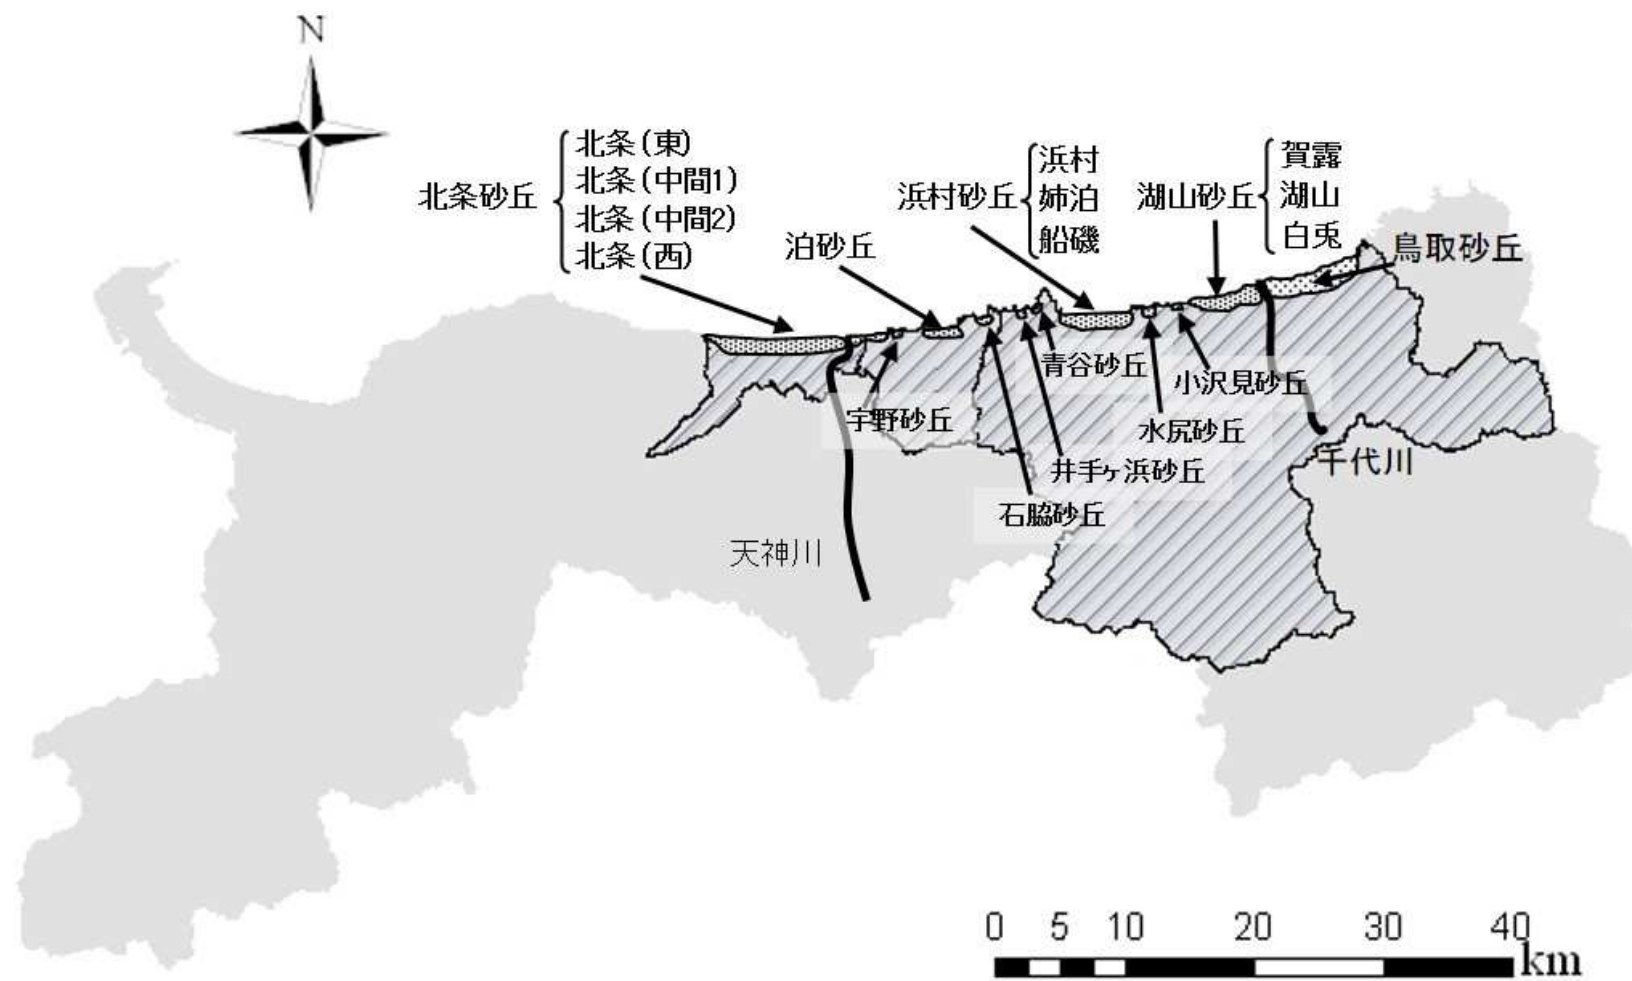 N
北条砂丘
北条(東)
北条(中間1)
北条(中間2)
北条(西)
泊砂丘
浜村砂丘
浜村
姉泊
船磯
湖山砂丘
賀露
湖山
白兎
鳥取砂丘
青谷砂丘
小沢見砂丘
宇野砂丘
水尻砂丘
井手ヶ浜砂丘
千代川
石脇砂丘
天神川
0 5 10 20 30 40
km